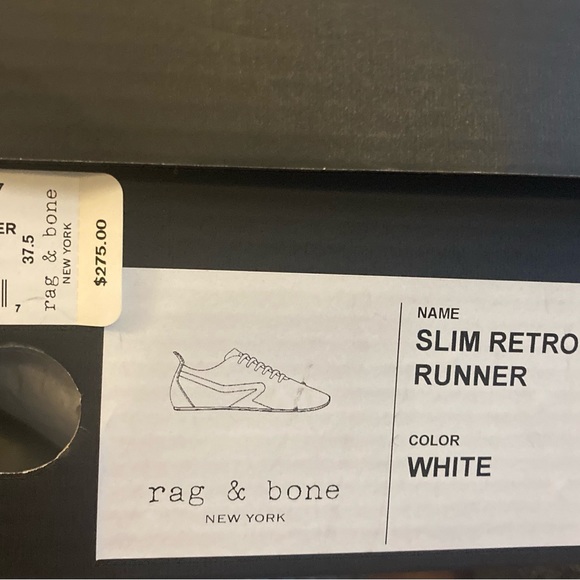 ER
7
37.5
rag & bone
NEW YORK
$275.00
NAME
SLIM RETRO
RUNNER
COLOR
WHITE
rag & bone
NEW YORK